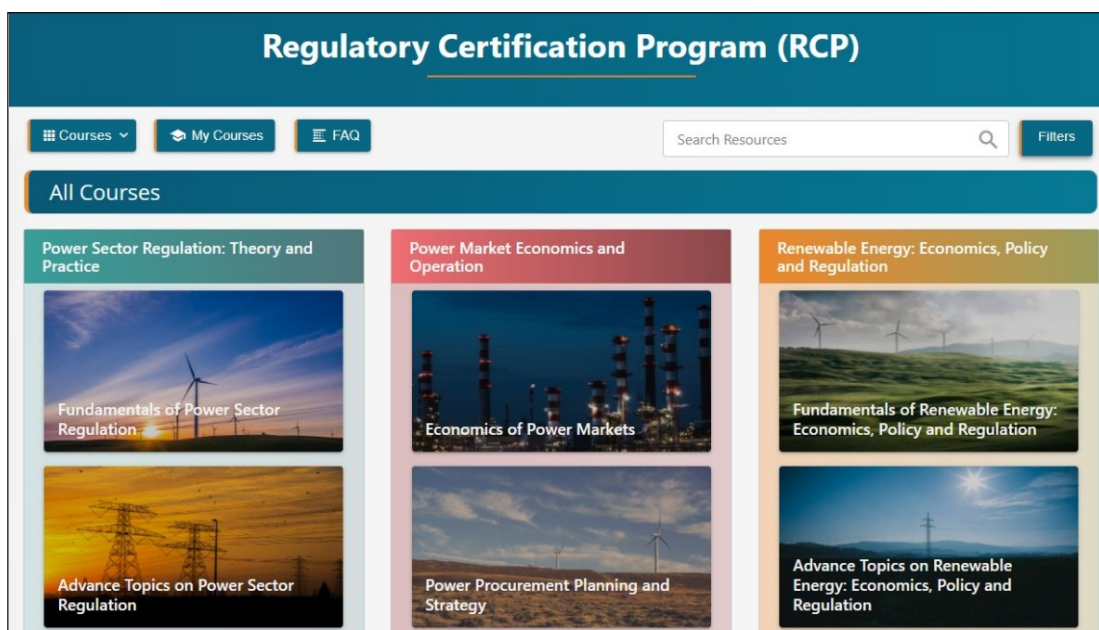 Regulatory Certification Program (RCP)
Courses
My Courses
FAQ
Search Resources
Filters
All Courses
Power Sector Regulation: Theory and
Practice
Fundamentals of Power Sector
Regulation
Advance Topics on Power Sector
Regulation
Power Market Economics and
Operation
Economics of Power Markets
Power Procurement Planning and
Strategy
Renewable Energy: Economics, Policy
and Regulation
Fundamentals of Renewable Energy:
Economics, Policy and Regulation
Advance Topics on Renewable
Energy: Economics, Policy and
Regulation